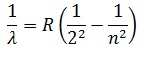 1/λ = R (1/2² − 1/n²)